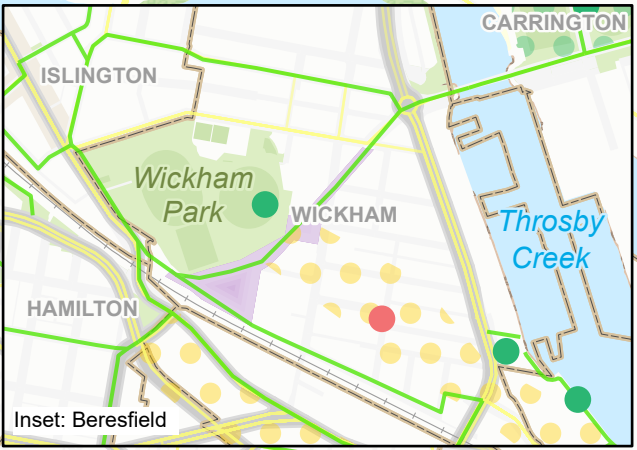 CARRINGTON
ISLINGTON
Wickham
Park
WICKHAM
Throsby
Creek
HAMILTON
Inset: Beresfield